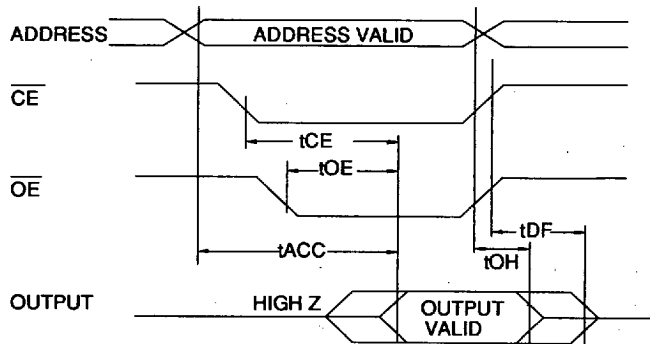 ADDRESS
ADDRESS VALID
CE
tCE
tOE
OE
tACC
tDF
tOH
OUTPUT
HIGH Z
OUTPUT
VALID